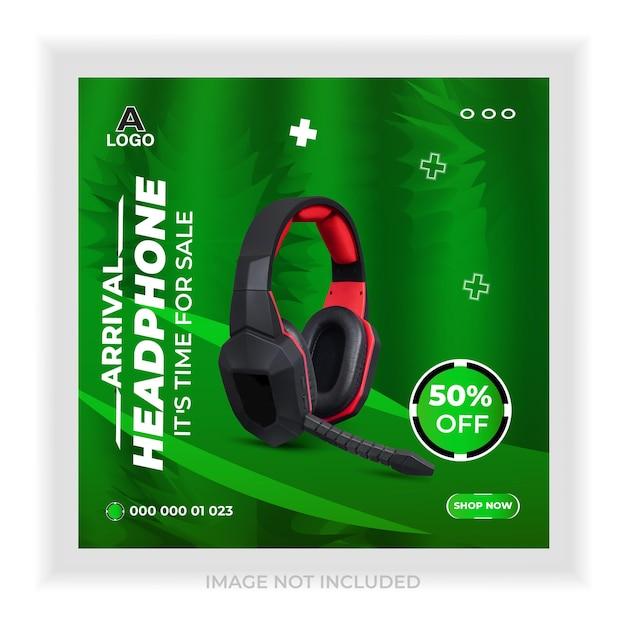 A
LOGO
ARRIVAL
HEADPHONE
IT'S TIME FOR SALE
50%
OFF
000 000 01 023
SHOP NOW
IMAGE NOT INCLUDED